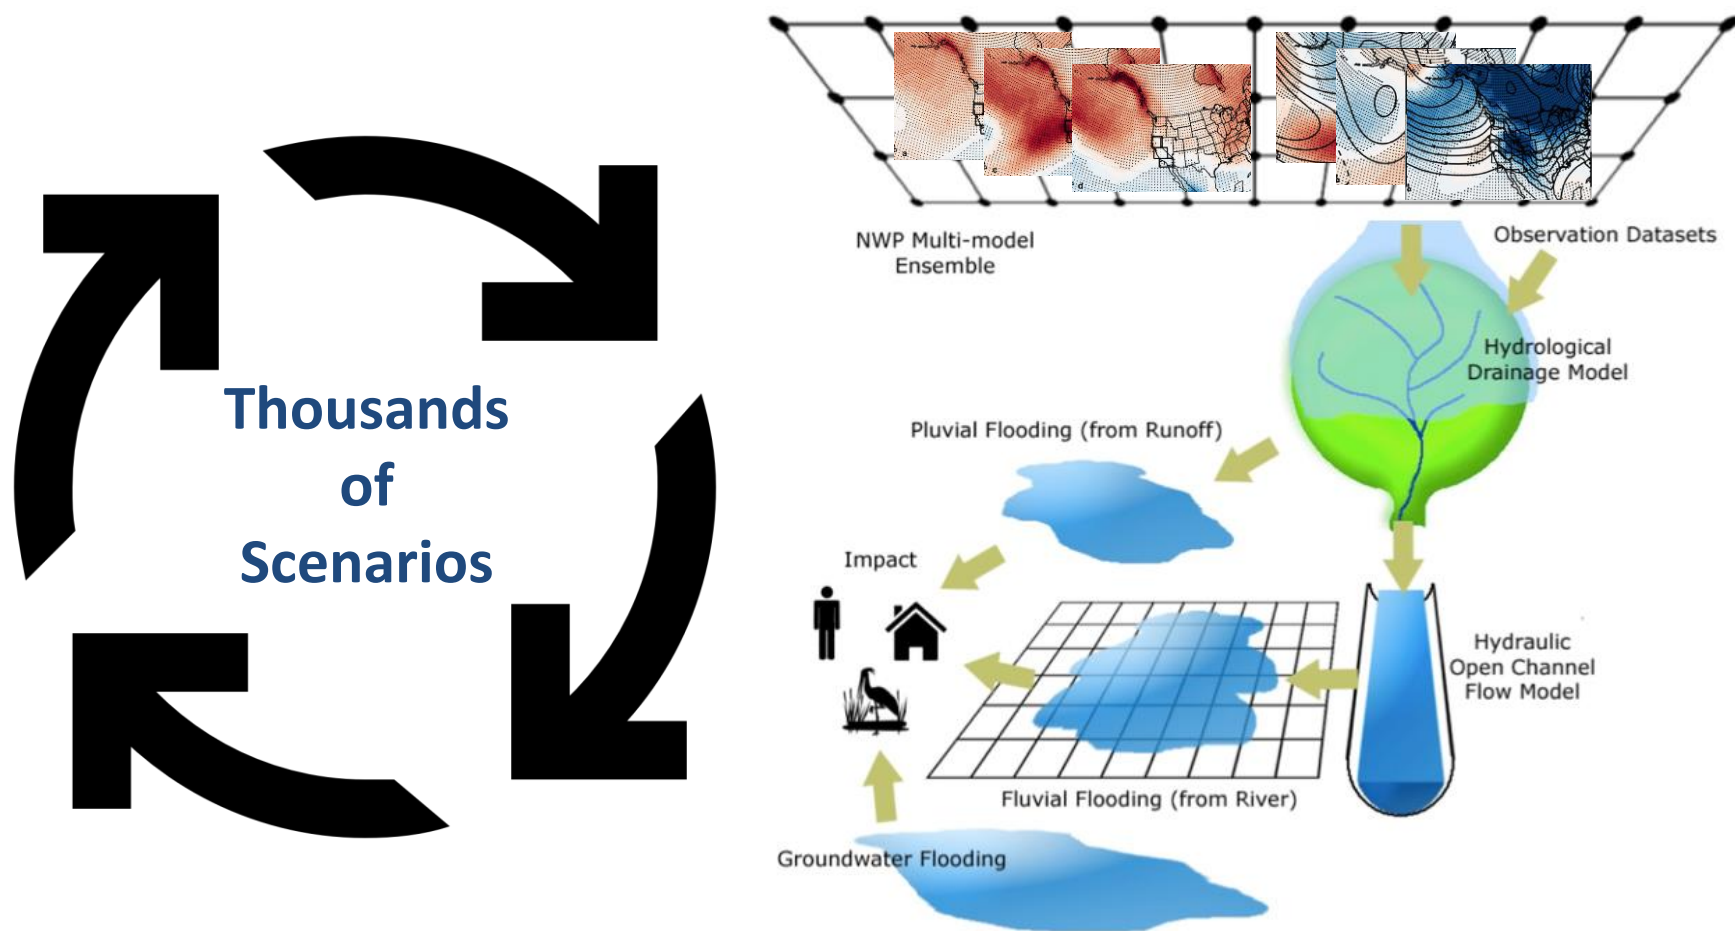 Thousands
of
Scenarios
NWP Multi-model
Ensemble
Observation Datasets
Hydrological
Drainage Model
Pluvial Flooding (from Runoff)
Impact
Hydraulic
Open Channel
Flow Model
Fluvial Flooding (from River)
Groundwater Flooding